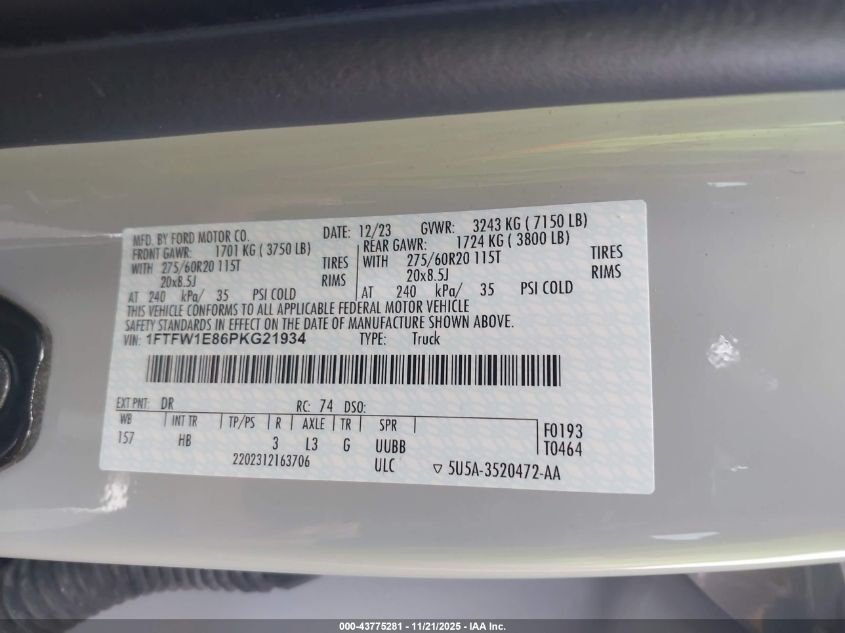 MFD. BY FORD MOTOR CO. DATE: 12/23 GVWR: 3243 KG ( 7150 LB)
FRONT GAWR: 1701 KG ( 3750 LB) REAR GAWR: 1724 KG ( 3800 LB)
WITH 275/60R20 115T TIRES WITH 275/60R20 115T TIRES
20x8.5J RIMS 20x8.5J RIMS
AT 240 kPa/ 35 PSI COLD AT 240 kPa/ 35 PSI COLD
THIS VEHICLE CONFORMS TO ALL APPLICABLE FEDERAL MOTOR VEHICLE
SAFETY STANDARDS IN EFFECT ON THE DATE OF MANUFACTURE SHOWN ABOVE.
VIN: 1FTFW1E86PKG21934 TYPE: Truck
EXT PNT: DR RC: 74 DSO:
WB INT TR TP/PS R AXLE TR SPR F0193
157 HB 3 L3 G UUBB T0464
2202312163706 ULC ▽ 5U5A-3520472-AA
000-43775281 - 11/21/2025 - IAA Inc.